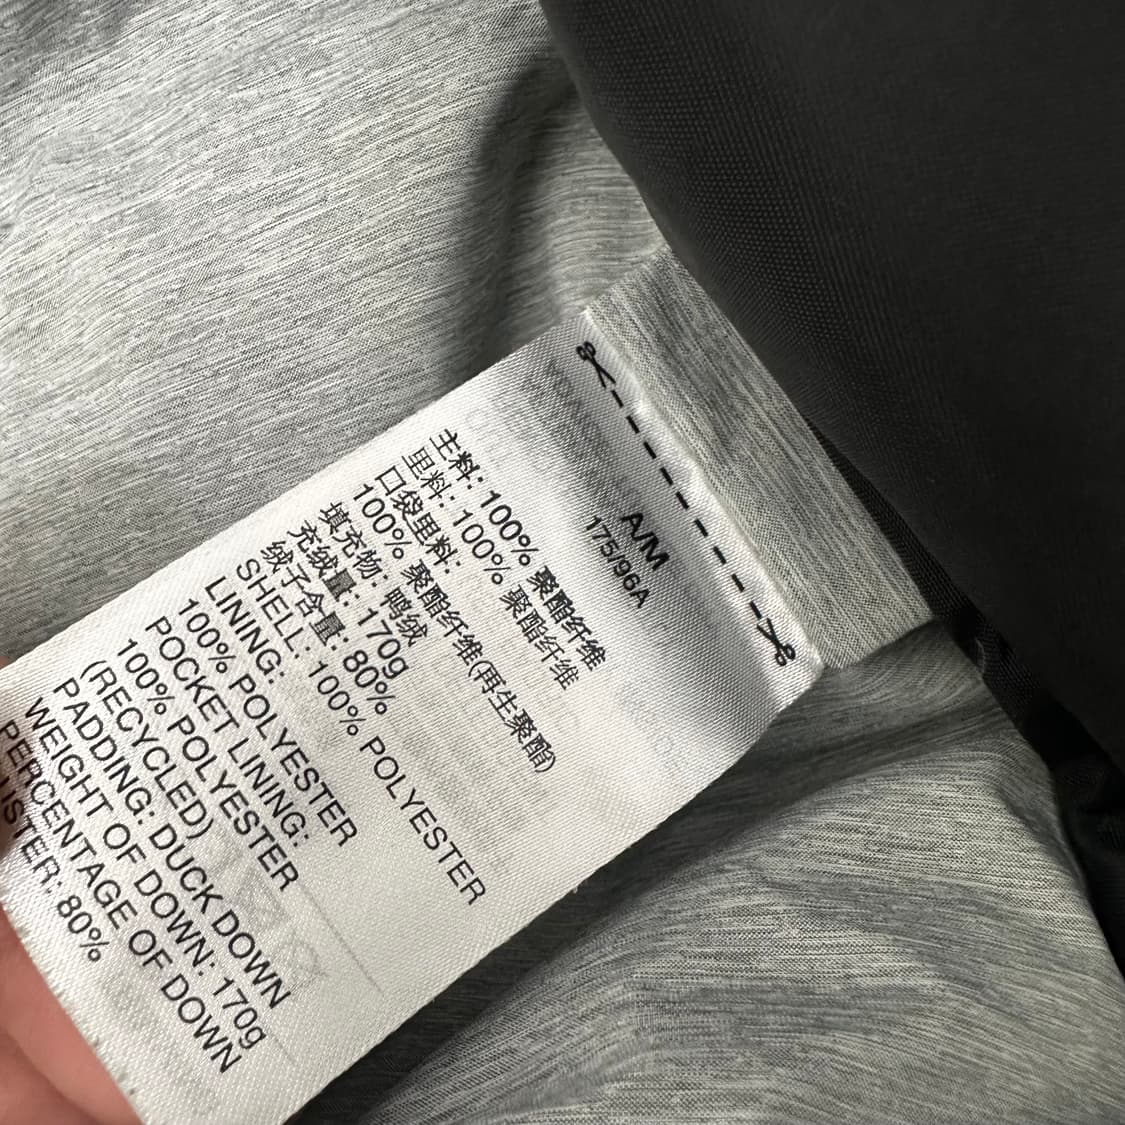 A/M
175/96A
主料: 100% 聚酯纤维
里料: 100% 聚酯纤维
口袋里料:
100% 聚酯纤维(再生聚酯)
填充物: 鸭绒
充绒量: 170g
绒子含量: 80%
SHELL: 100% POLYESTER
LINING:
100% POLYESTER
POCKET LINING:
100% POLYESTER
(RECYCLED)
PADDING: DUCK DOWN
WEIGHT OF DOWN: 170g
PERCENTAGE OF DOWN
80%